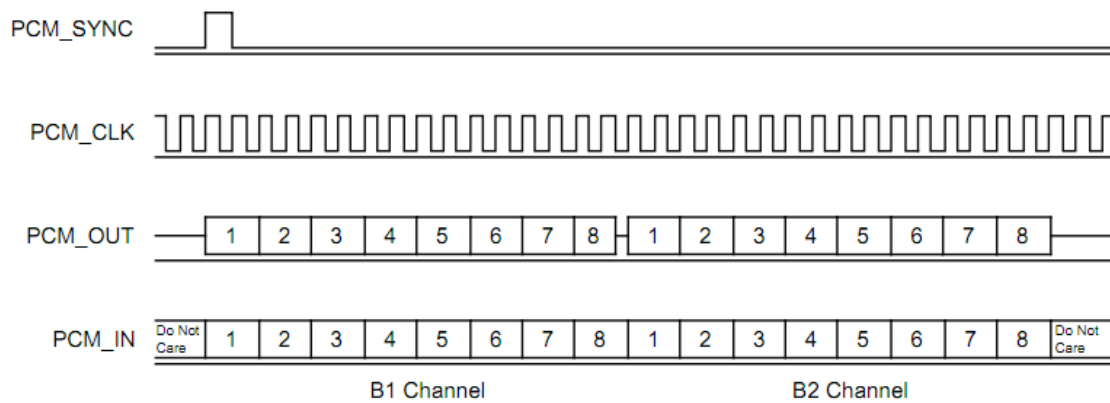 PCM_SYNC
PCM_CLK
PCM_OUT 1 2 3 4 5 6 7 8 1 2 3 4 5 6 7 8
Do Not
Care
PCM_IN 1 2 3 4 5 6 7 8 1 2 3 4 5 6 7 8
Do Not
Care
B1 Channel B2 Channel